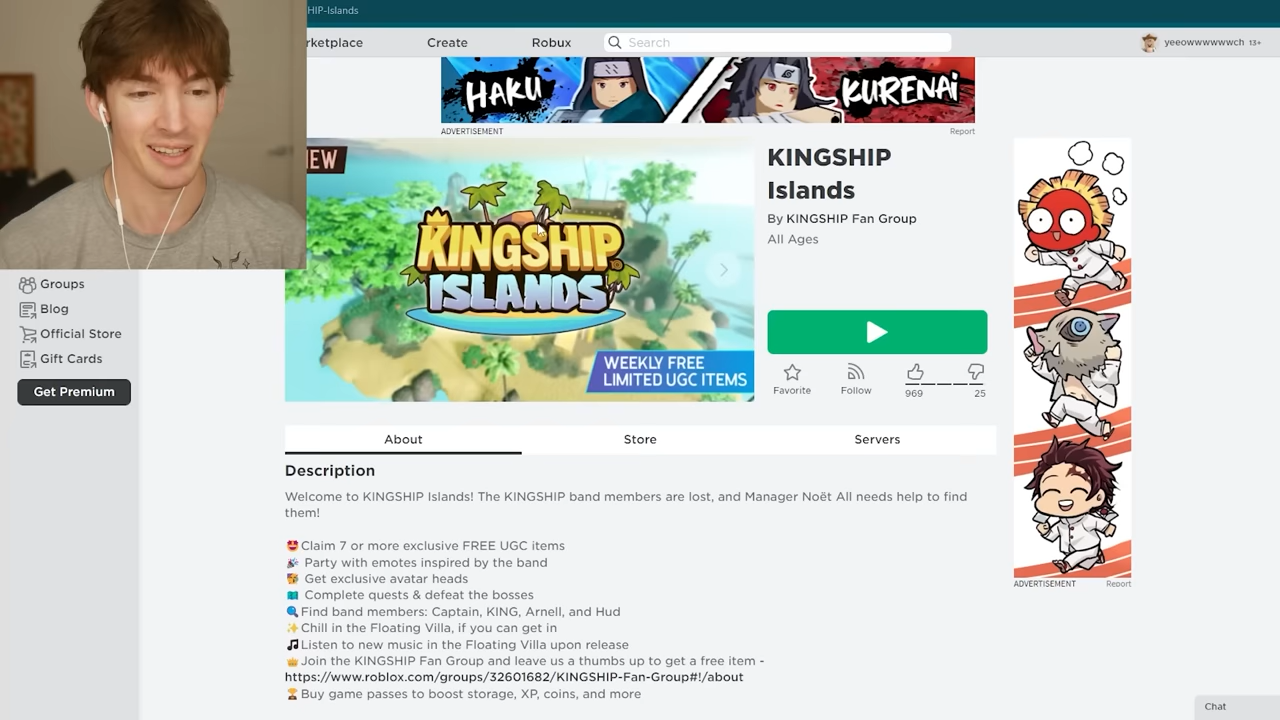 HIP-Islands
rketplace
Create
Robux
Search
yeeowwwwwwch 13+
HAKU
KURENAi
ADVERTISEMENT
Report
EW
KINGSHIP
ISLANDS
WEEKLY FREE
LIMITED UGC ITEMS
KINGSHIP
Islands
By KINGSHIP Fan Group
All Ages
Favorite
Follow
969
25
Groups
Blog
Official Store
Gift Cards
Get Premium
About
Store
Servers
Description
Welcome to KINGSHIP Islands! The KINGSHIP band members are lost, and Manager Noët All needs help to find
them!
🤩Claim 7 or more exclusive FREE UGC items
🎉 Party with emotes inspired by the band
Get exclusive avatar heads
Complete quests & defeat the bosses
🔍Find band members: Captain, KING, Arnell, and Hud
✨Chill in the Floating Villa, if you can get in
🎵Listen to new music in the Floating Villa upon release
👑Join the KINGSHIP Fan Group and leave us a thumbs up to get a free item -
https://www.roblox.com/groups/32601682/KINGSHIP-Fan-Group#!/about
🏆Buy game passes to boost storage, XP, coins, and more
ADVERTISEMENT
Report
Chat